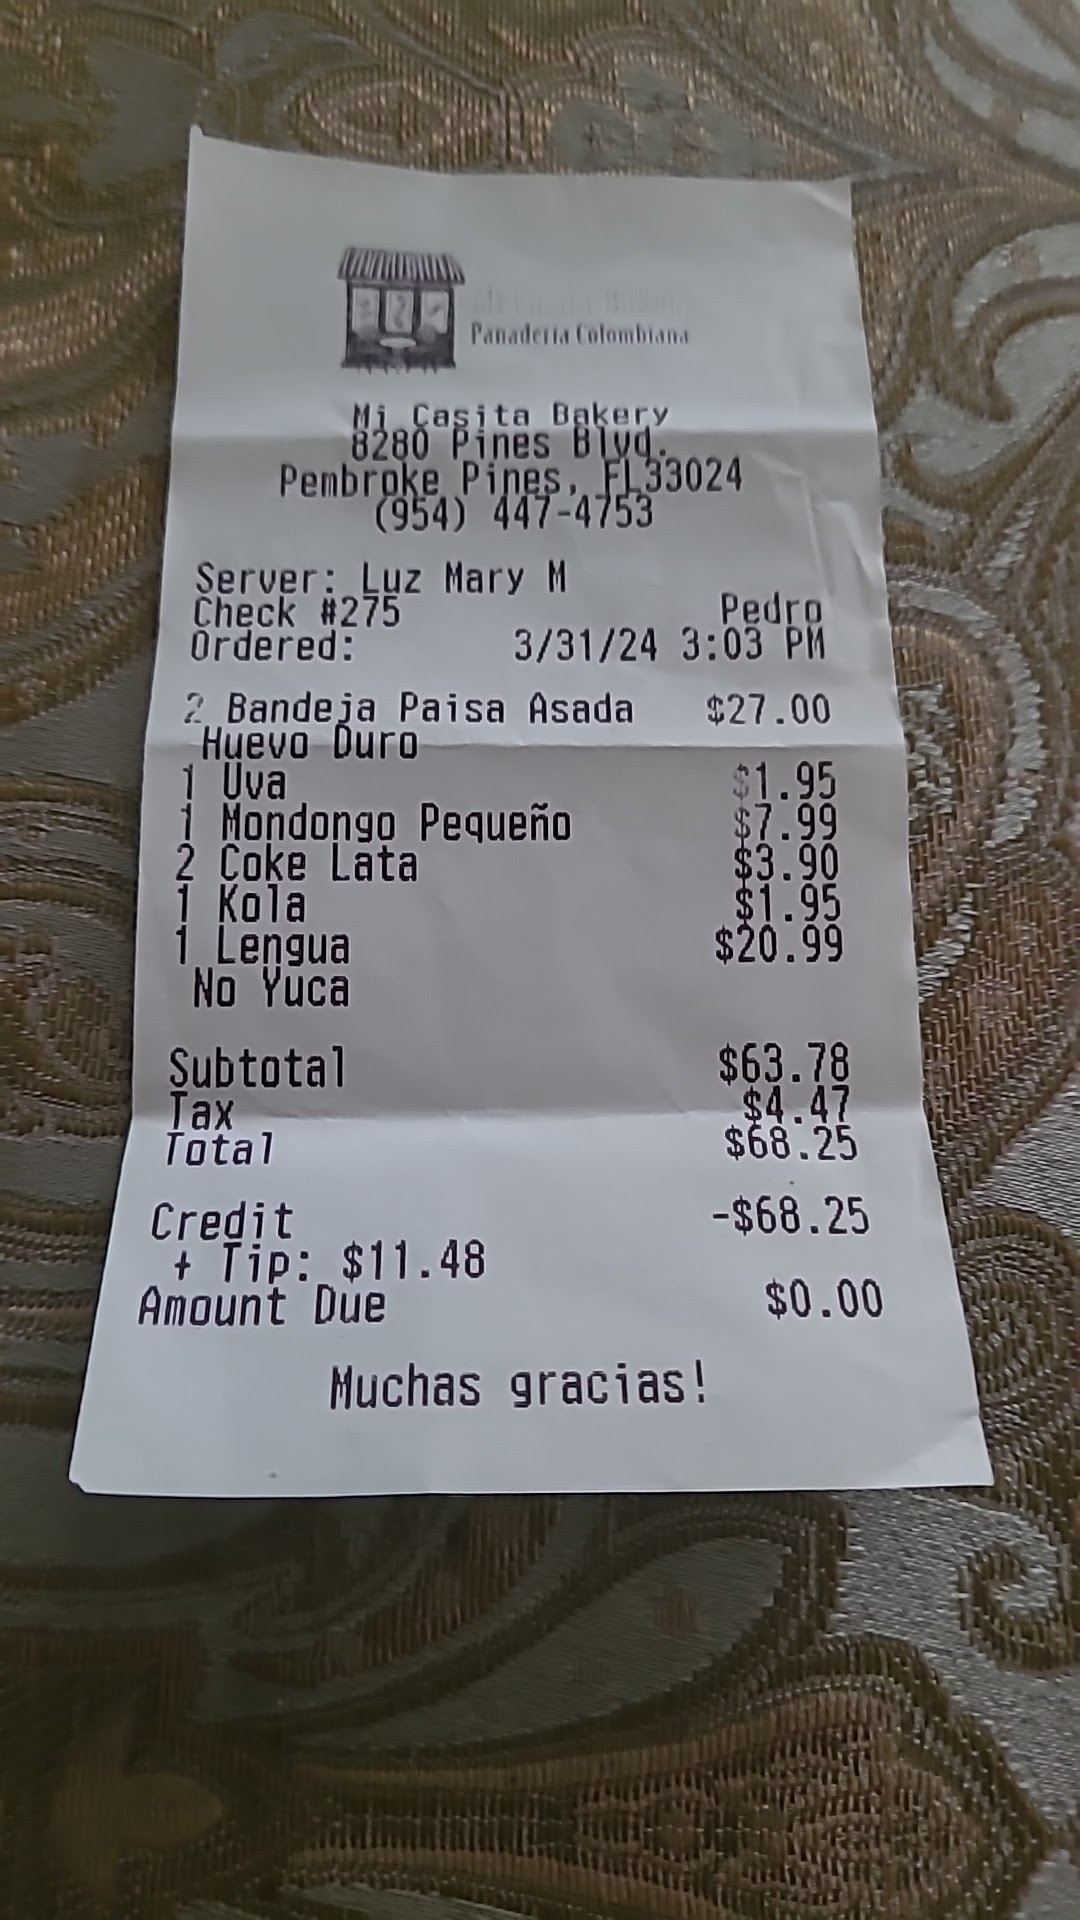 Panaderia Colombiana
Mi Casita Bakery
8280 Pines Blvd.
Pembroke Pines, FL33024
(954) 447-4753
Server: Luz Mary M
Check #275 Pedro
Ordered: 3/31/24 3:03 PM
2 Bandeja Paisa Asada $27.00
Huevo Duro
1 Uva $1.95
1 Mondongo Pequeño $7.99
2 Coke Lata $3.90
1 Kola $1.95
1 Lengua $20.99
No Yuca
Subtotal $63.78
Tax $4.47
Total $68.25
Credit -$68.25
+ Tip: $11.48
Amount Due $0.00
Muchas gracias!